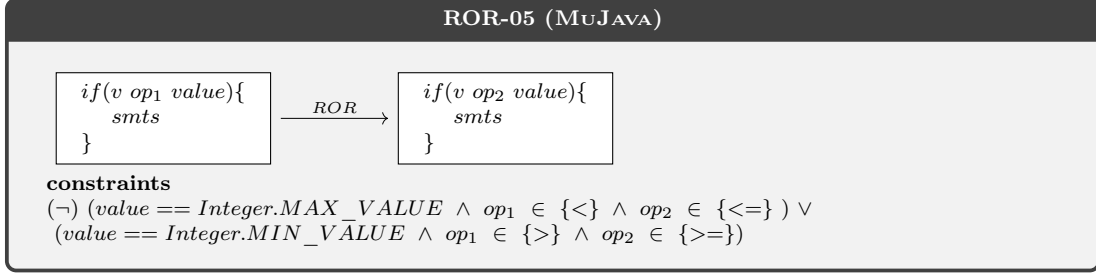 ROR-05 (MUJAVA)
if(v op₁ value){
smts
}
ROR
if(v op₂ value){
smts
}
constraints
(¬) (value == Integer.MAX_VALUE ∧ op₁ ∈ {<} ∧ op₂ ∈ {<=} ) ∨
(value == Integer.MIN_VALUE ∧ op₁ ∈ {>} ∧ op₂ ∈ {>=})